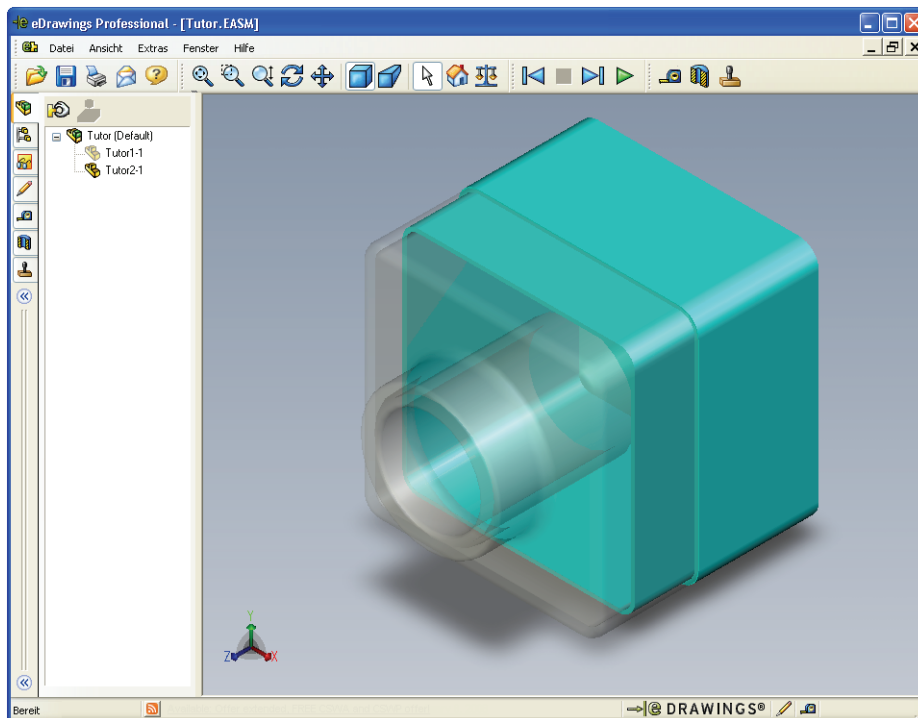 eDrawings Professional - [Tutor.EASM]
Datei Ansicht Extras Fenster Hilfe
Tutor (Default)
Tutor1-1
Tutor2-1
Y
Z X
Bereit
DRAWINGS®